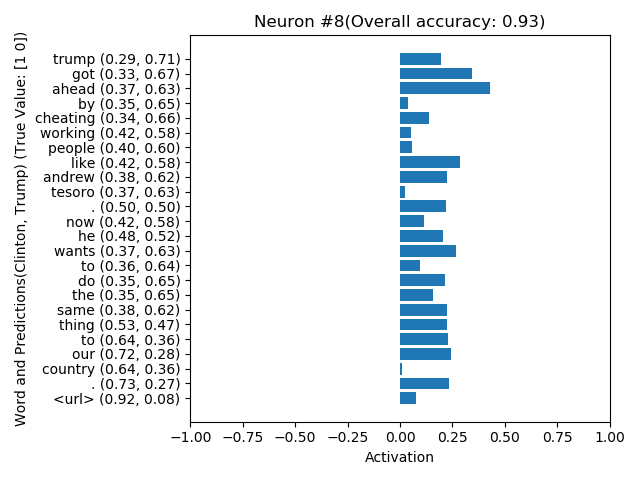 Neuron #8(Overall accuracy: 0.93)
Word and Predictions(Clinton, Trump) (True Value: [1 0])
trump (0.29, 0.71)
got (0.33, 0.67)
ahead (0.37, 0.63)
by (0.35, 0.65)
cheating (0.34, 0.66)
working (0.42, 0.58)
people (0.40, 0.60)
like (0.42, 0.58)
andrew (0.38, 0.62)
tesoro (0.37, 0.63)
. (0.50, 0.50)
now (0.42, 0.58)
he (0.48, 0.52)
wants (0.37, 0.63)
to (0.36, 0.64)
do (0.35, 0.65)
the (0.35, 0.65)
same (0.38, 0.62)
thing (0.53, 0.47)
to (0.64, 0.36)
our (0.72, 0.28)
country (0.64, 0.36)
. (0.73, 0.27)
<url> (0.92, 0.08)
−1.00 −0.75 −0.50 −0.25 0.00 0.25 0.50 0.75 1.00
Activation